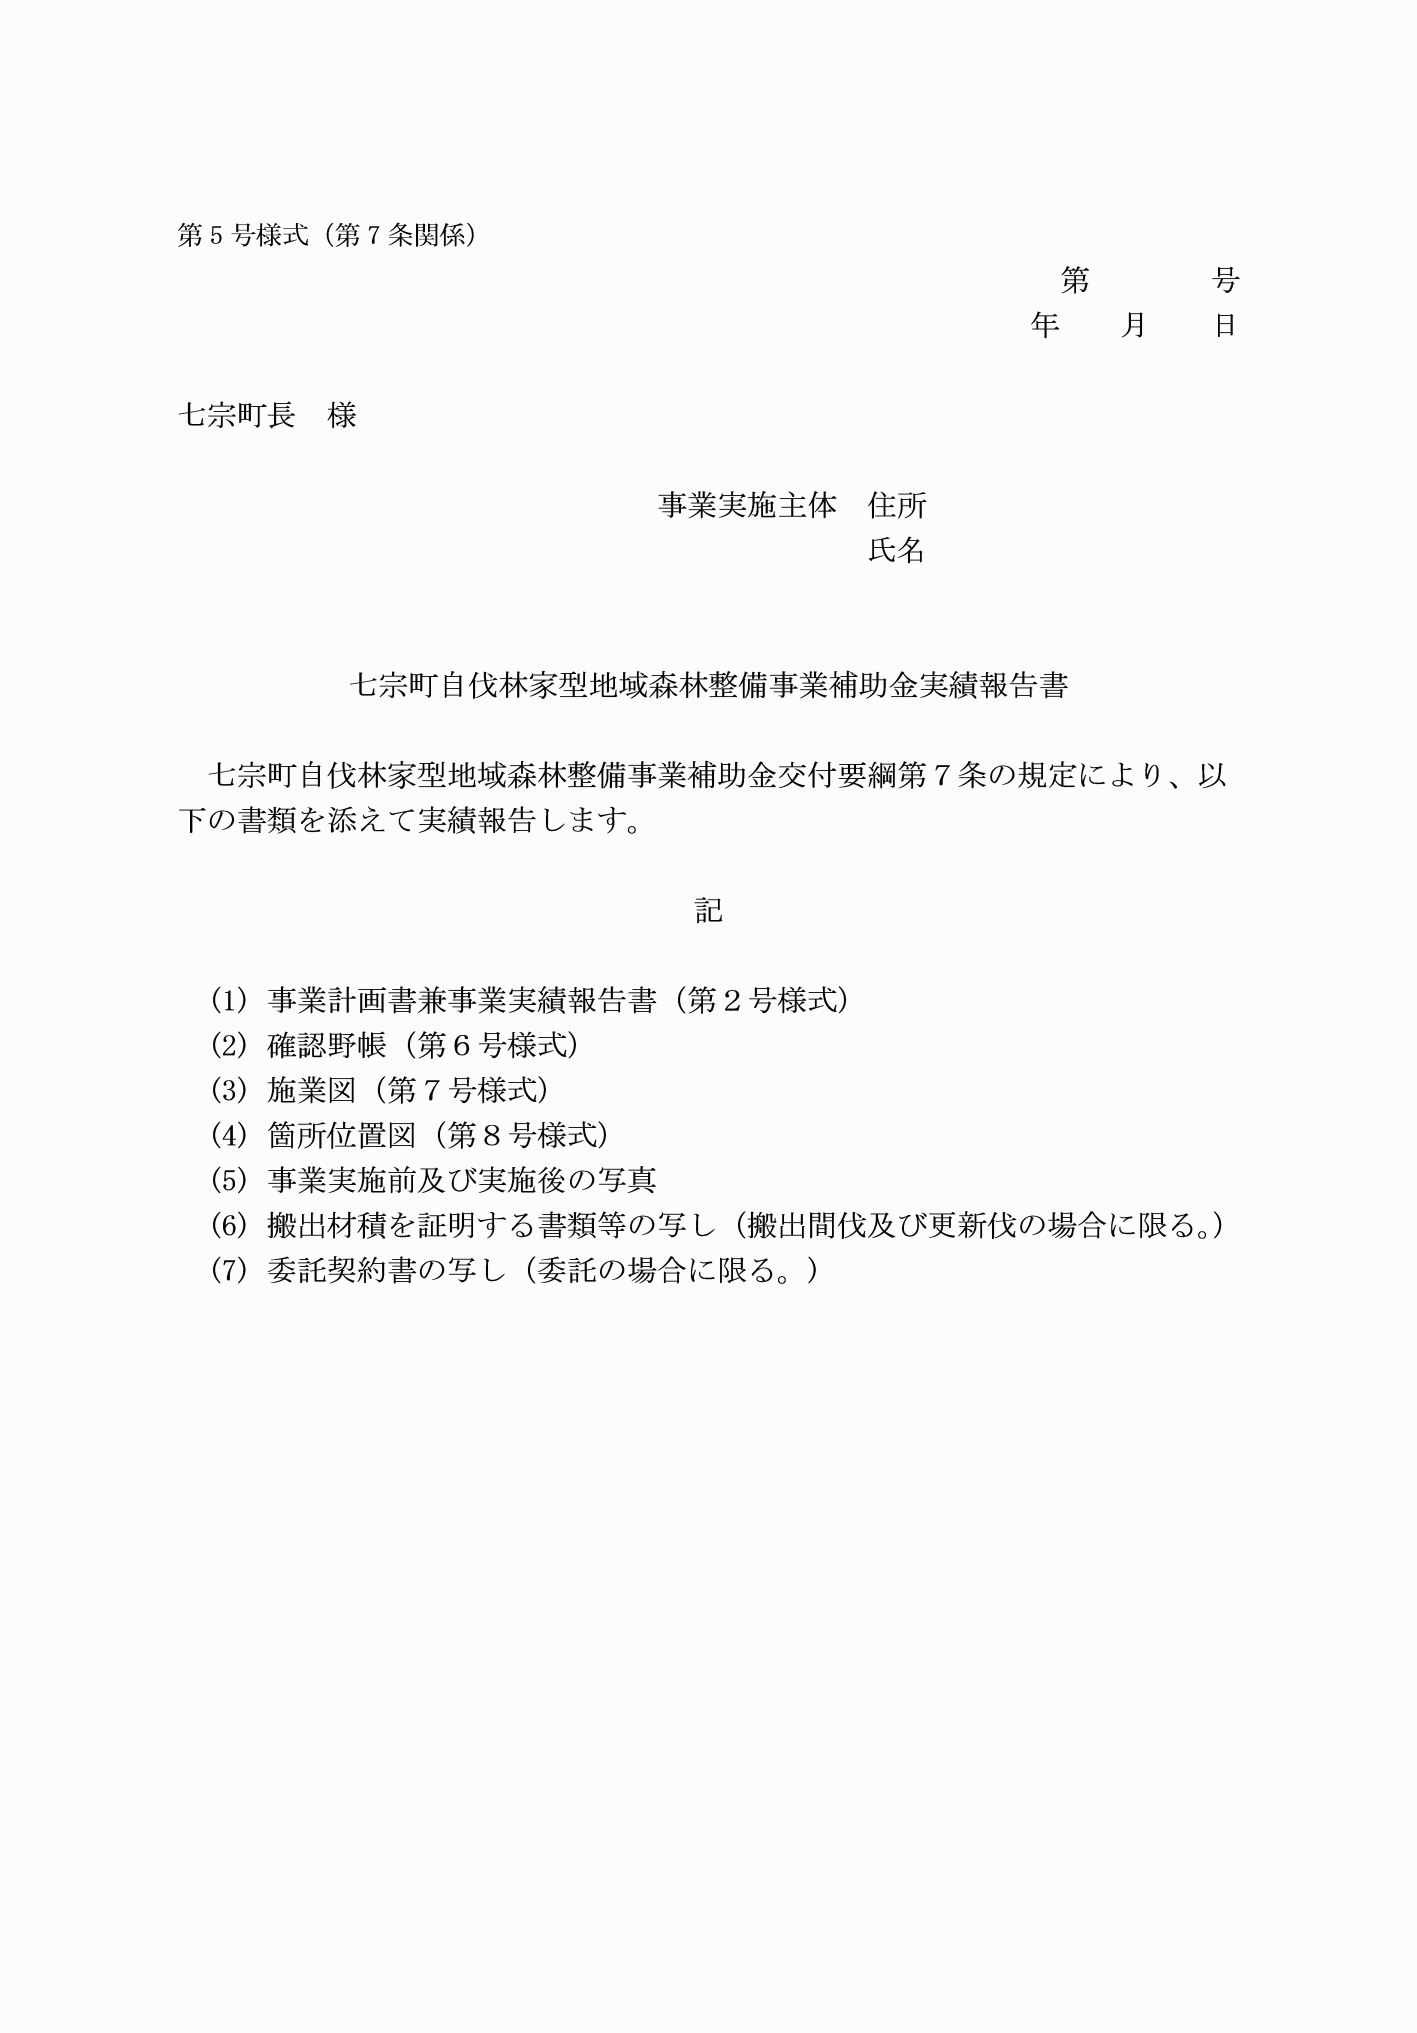 第５号様式（第７条関係）
第　　　　号
年　　月　　日
七宗町長　様
事業実施主体　住所
氏名
七宗町自伐林家型地域森林整備事業補助金実績報告書
　七宗町自伐林家型地域森林整備事業補助金交付要綱第７条の規定により、以
下の書類を添えて実績報告します。
記
（1）事業計画書兼事業実績報告書（第２号様式）
（2）確認野帳（第６号様式）
（3）施業図（第７号様式）
（4）箇所位置図（第８号様式）
（5）事業実施前及び実施後の写真
（6）搬出材積を証明する書類等の写し（搬出間伐及び更新伐の場合に限る。）
（7）委託契約書の写し（委託の場合に限る。）